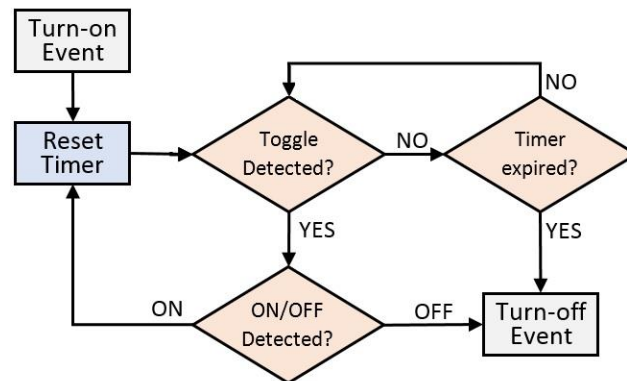 Turn-on
Event
NO
Reset
Timer
Toggle
Detected?
NO
Timer
expired?
YES
YES
ON
ON/OFF
Detected?
OFF
Turn-off
Event